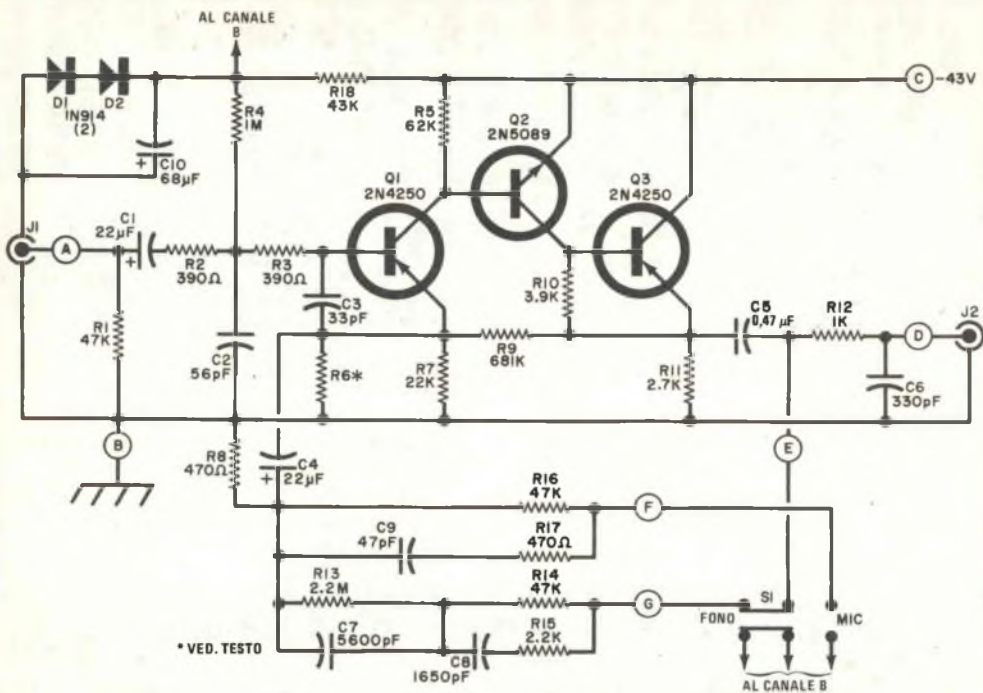 AL CANALE
B
C
-43V
D1
D2
1N914
(2)
R4
1M
R18
43K
R5
62K
Q2
2N5089
C10
+ 68µF
Q1
2N4250
Q3
2N4250
J1
A
C1
22µF
+
R2
390Ω
R3
390Ω
R10
3.9K
C5
0,47 µF
R12
1K
D
J2
C3
33pF
R1
47K
C2
56pF
R6*
R7
22K
R9
681K
R11
2.7K
C6
330pF
B
R8
470Ω
C4
+ 22µF
E
R16
47K
F
C9
47pF
R17
470Ω
R13
2.2M
R14
47K
G
S1
FONO
MIC
C7
5600pF
R15
2.2K
* VED. TESTO
C8
1650pF
AL CANALE B